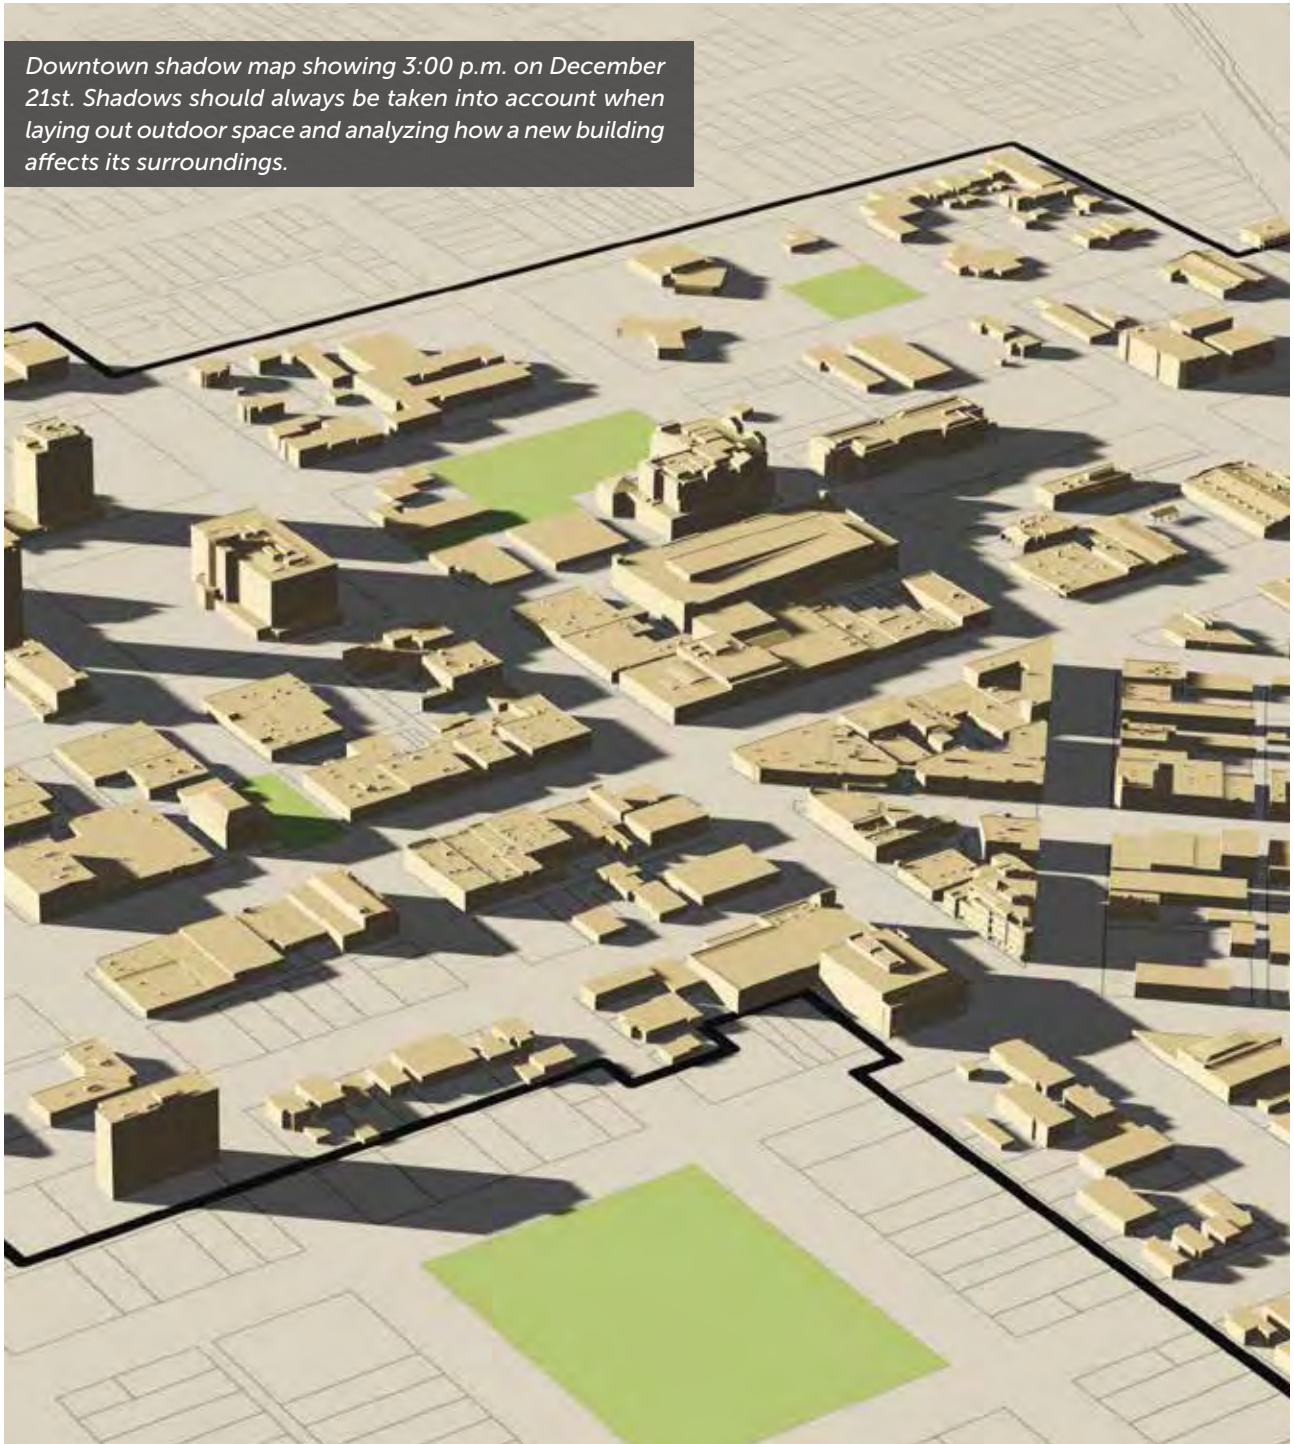 Downtown shadow map showing 3:00 p.m. on December
21st. Shadows should always be taken into account when
laying out outdoor space and analyzing how a new building
affects its surroundings.